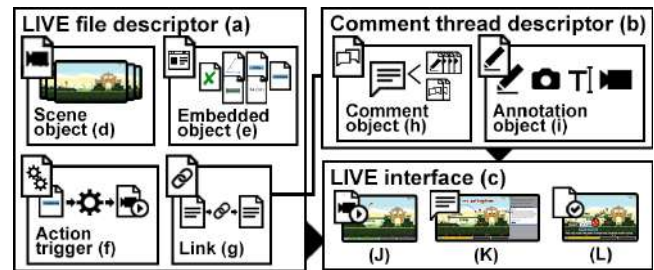 LIVE file descriptor (a)
Scene
object (d)
Embedded
object (e)
Action
trigger (f)
Link (g)
Comment thread descriptor (b)
Comment
object (h)
T
Annotation
object (i)
LIVE interface (c)
(J)
(K)
(L)